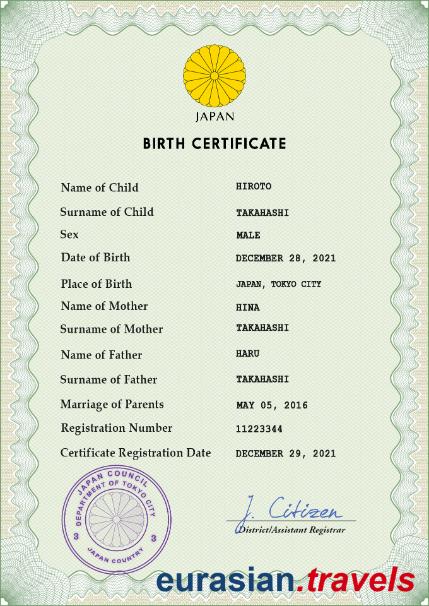 JAPAN
BIRTH CERTIFICATE
Name of Child HIROTO
Surname of Child TAKAHASHI
Sex MALE
Date of Birth DECEMBER 28, 2021
Place of Birth JAPAN, TOKYO CITY
Name of Mother HINA
Surname of Mother TAKAHASHI
Name of Father HARU
Surname of Father TAKAHASHI
Marriage of Parents MAY 05, 2016
Registration Number 11223344
Certificate Registration Date DECEMBER 29, 2021
JAPAN COUNCIL
DEPARTMENT OF TOKYO CITY
3 3
JAPAN COUNTRY
J. Citizen
District/Assistant Registrar
eurasian.travels